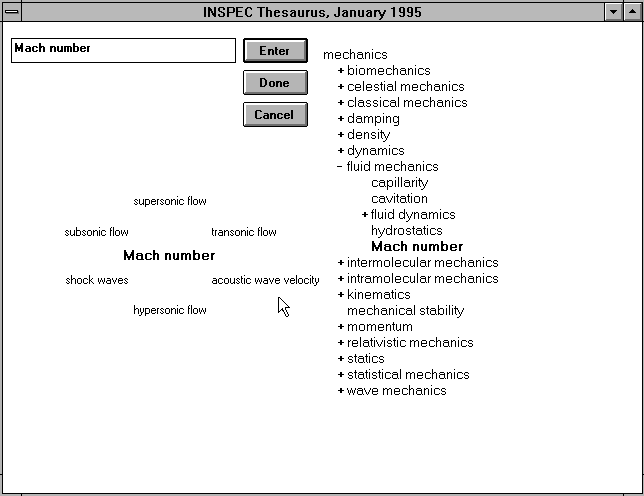 INSPEC Thesaurus, January 1995
Mach number
Enter
Done
Cancel
supersonic flow
subsonic flow transonic flow
Mach number
shock waves acoustic wave velocity
hypersonic flow
mechanics
+ biomechanics
+ celestial mechanics
+ classical mechanics
+ damping
+ density
+ dynamics
- fluid mechanics
capillarity
cavitation
+ fluid dynamics
hydrostatics
Mach number
+ intermolecular mechanics
+ intramolecular mechanics
+ kinematics
mechanical stability
+ momentum
+ relativistic mechanics
+ statics
+ statistical mechanics
+ wave mechanics